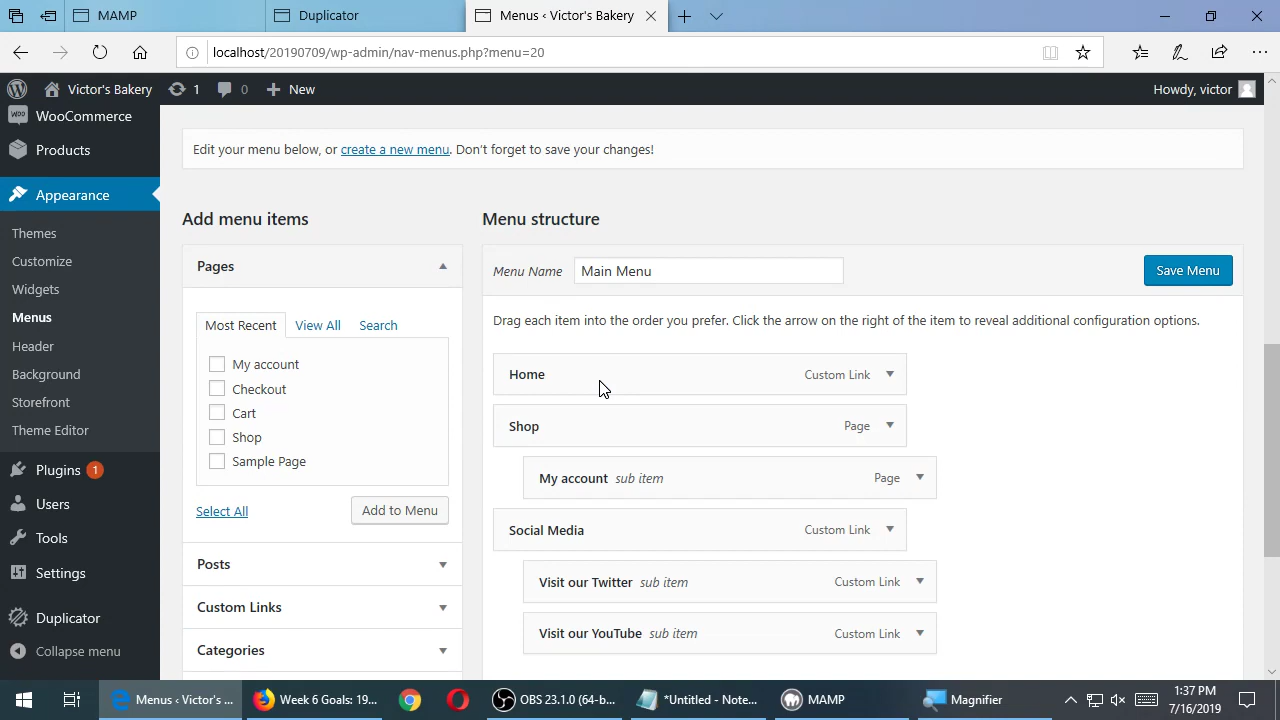 MAMP
Duplicator
Menus ‹ Victor's Bakery
localhost/20190709/wp-admin/nav-menus.php?menu=20
Victor's Bakery
1
0
New
Howdy, victor
WooCommerce
Products
Appearance
Themes
Customize
Widgets
Menus
Header
Background
Storefront
Theme Editor
Plugins 1
Users
Tools
Settings
Duplicator
Collapse menu
Edit your menu below, or create a new menu. Don't forget to save your changes!
Add menu items
Pages
Most Recent View All Search
My account
Checkout
Cart
Shop
Sample Page
Select All
Add to Menu
Posts
Custom Links
Categories
Menu structure
Menu Name Main Menu
Save Menu
Drag each item into the order you prefer. Click the arrow on the right of the item to reveal additional configuration options.
Home Custom Link
Shop Page
My account sub item Page
Social Media Custom Link
Visit our Twitter sub item Custom Link
Visit our YouTube sub item Custom Link
Menus ‹ Victor's ...
Week 6 Goals: 19...
OBS 23.1.0 (64-b...
*Untitled - Note...
MAMP
Magnifier
1:37 PM
7/16/2019